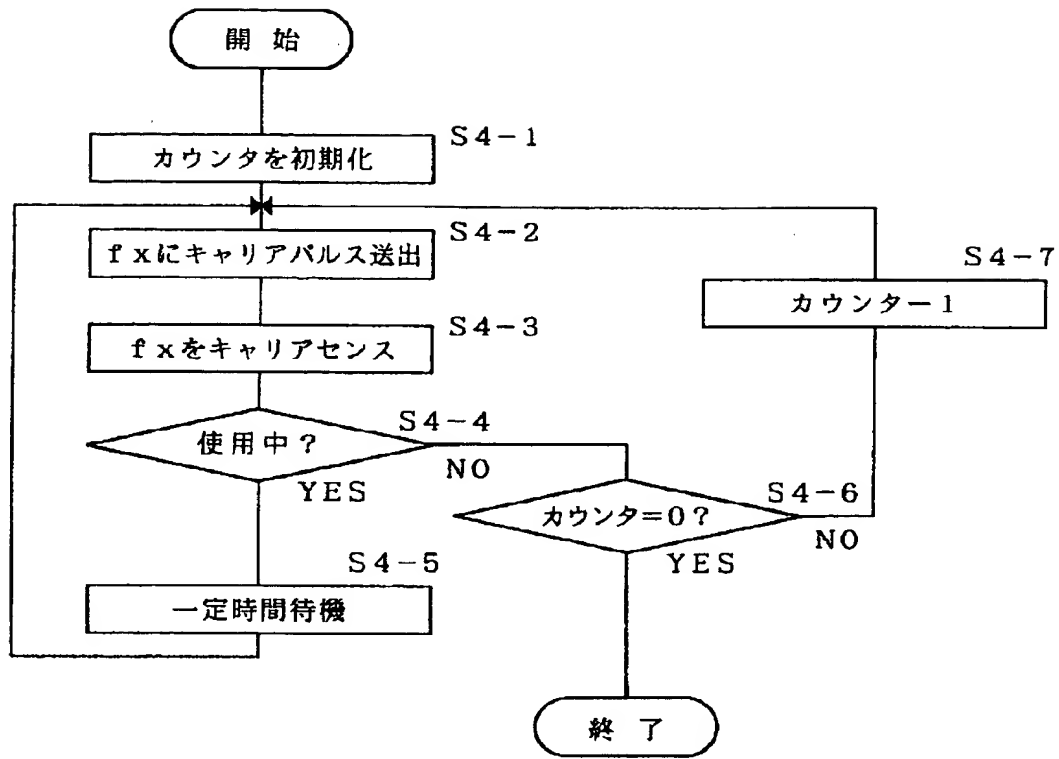 開 始
S4-1
カウンタを初期化
S4-2
fxにキャリアパルス送出
S4-7
カウンター1
S4-3
fxをキャリアセンス
S4-4
使用中?
NO
YES
S4-6
カウンタ=0?
NO
YES
S4-5
一定時間待機
終 了